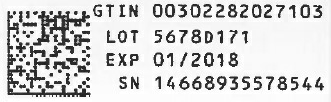 GTIN 00302282027103
LOT 5678D171
EXP 01/2018
SN 14668935578544